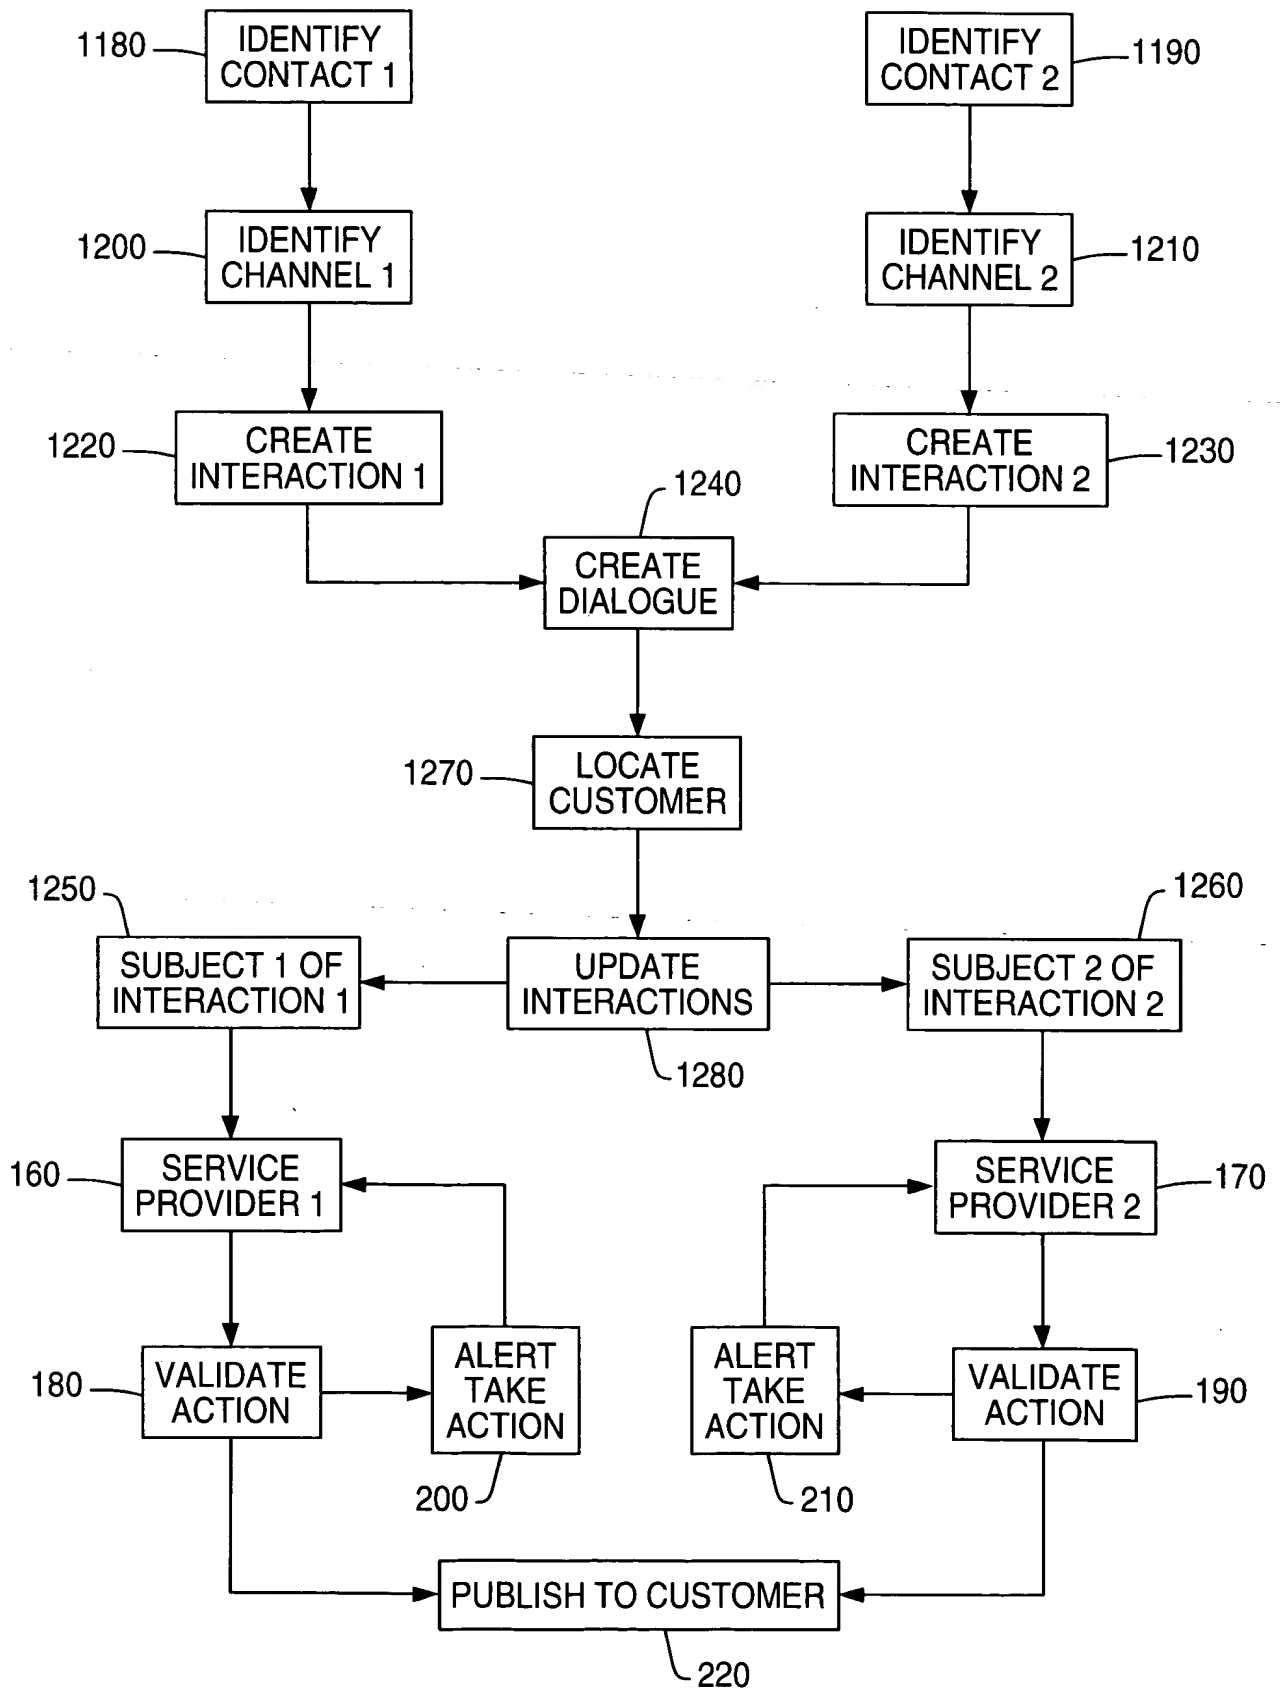 1180
IDENTIFY
CONTACT 1
IDENTIFY
CONTACT 2
1190
1200
IDENTIFY
CHANNEL 1
IDENTIFY
CHANNEL 2
1210
1220
CREATE
INTERACTION 1
CREATE
INTERACTION 2
1230
1240
CREATE
DIALOGUE
1270
LOCATE
CUSTOMER
1250
SUBJECT 1 OF
INTERACTION 1
UPDATE
INTERACTIONS
1280
1260
SUBJECT 2 OF
INTERACTION 2
160
SERVICE
PROVIDER 1
SERVICE
PROVIDER 2
170
180
VALIDATE
ACTION
ALERT
TAKE
ACTION
200
ALERT
TAKE
ACTION
210
VALIDATE
ACTION
190
PUBLISH TO CUSTOMER
220